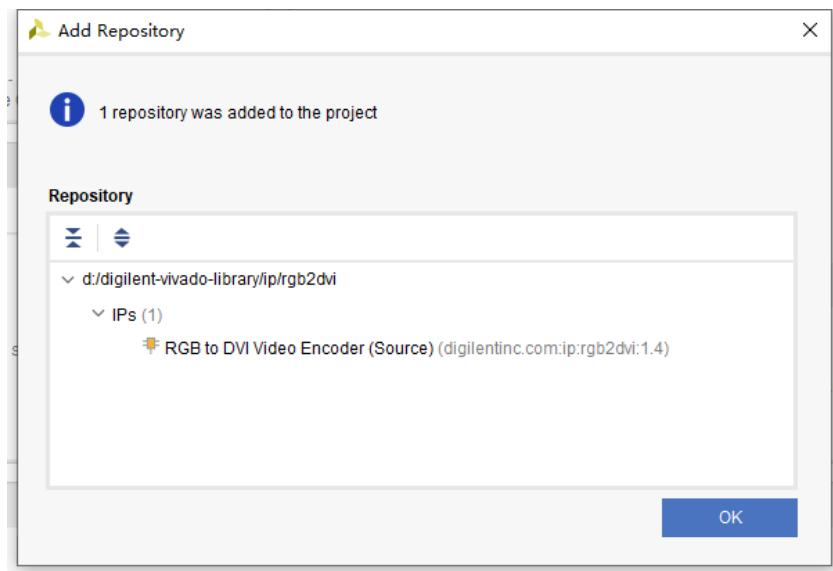 Add Repository
1 repository was added to the project
Repository
d:/digilent-vivado-library/ip/rgb2dvi
IPs (1)
RGB to DVI Video Encoder (Source) (digilentinc.com:ip:rgb2dvi:1.4)
OK